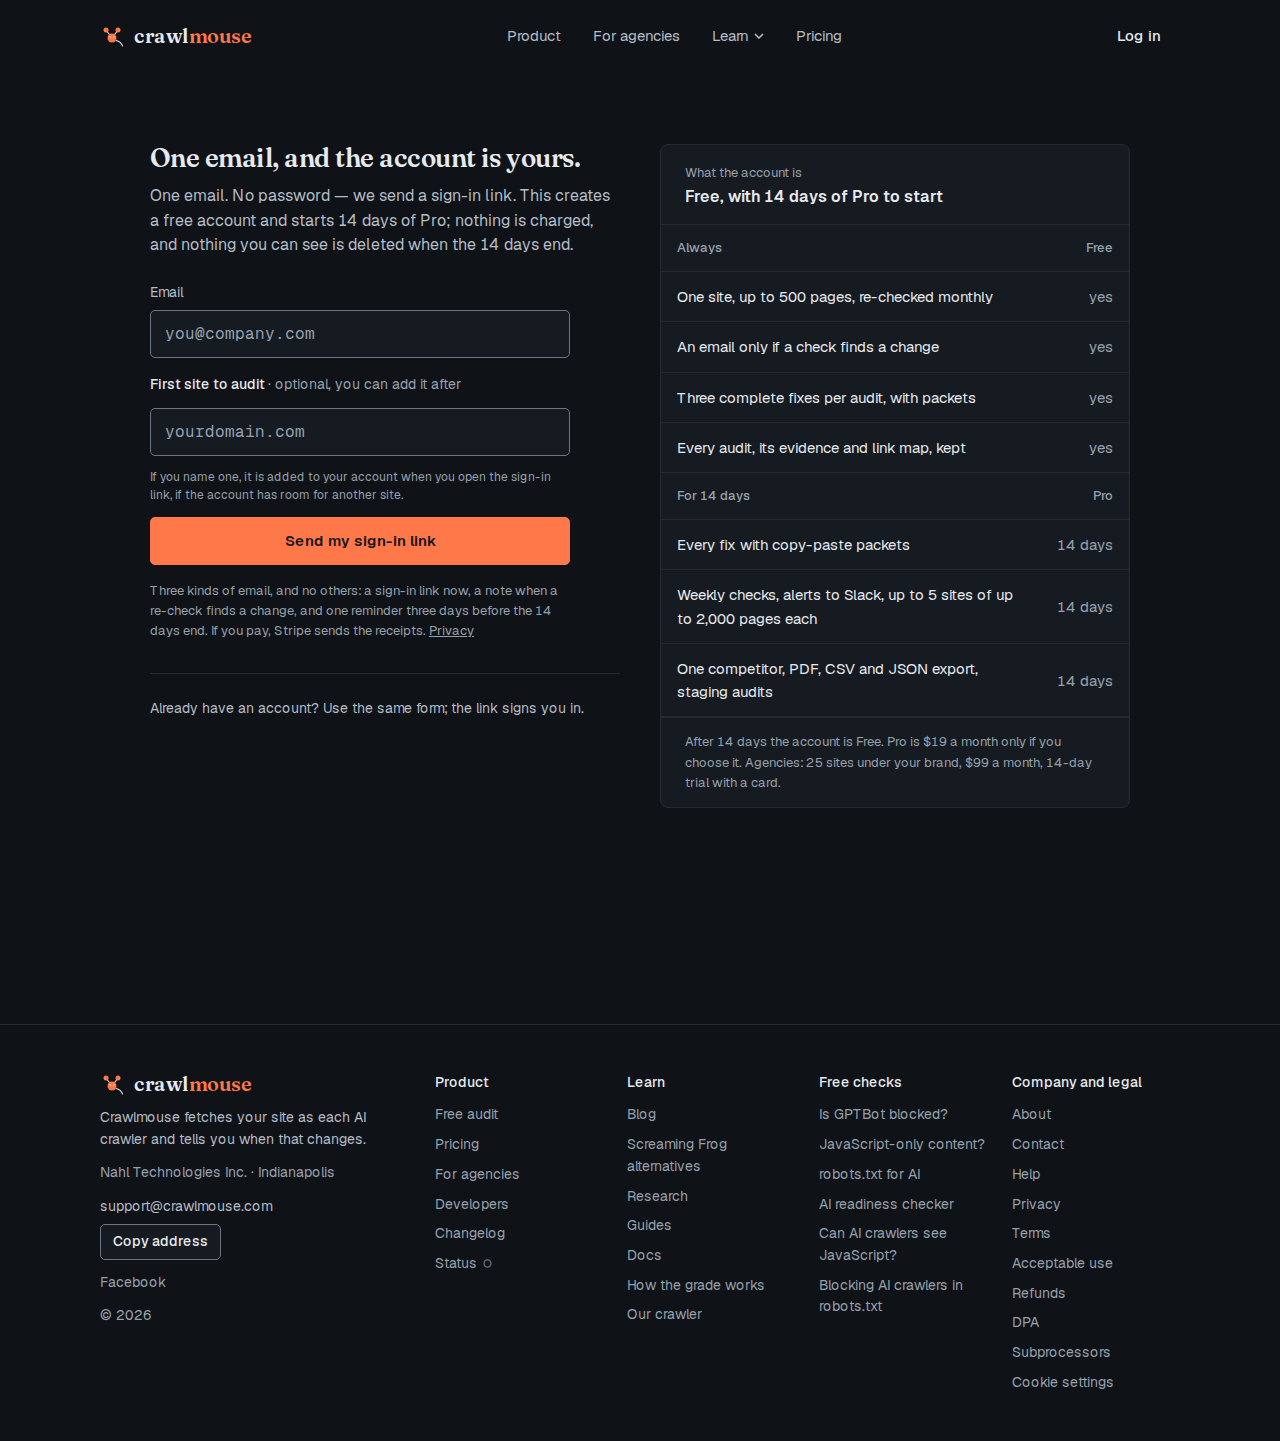 crawlmouse
Product
For agencies
Learn
Pricing
Log in
One email, and the account is yours.
One email. No password — we send a sign-in link. This creates
a free account and starts 14 days of Pro; nothing is charged,
and nothing you can see is deleted when the 14 days end.
Email
you@company.com
First site to audit · optional, you can add it after
yourdomain.com
If you name one, it is added to your account when you open the sign-in
link, if the account has room for another site.
Send my sign-in link
Three kinds of email, and no others: a sign-in link now, a note when a
re-check finds a change, and one reminder three days before the 14
days end. If you pay, Stripe sends the receipts. Privacy
Already have an account? Use the same form; the link signs you in.
What the account is
Free, with 14 days of Pro to start
Always Free
One site, up to 500 pages, re-checked monthly yes
An email only if a check finds a change yes
Three complete fixes per audit, with packets yes
Every audit, its evidence and link map, kept yes
For 14 days Pro
Every fix with copy-paste packets 14 days
Weekly checks, alerts to Slack, up to 5 sites of up
to 2,000 pages each 14 days
One competitor, PDF, CSV and JSON export,
staging audits 14 days
After 14 days the account is Free. Pro is $19 a month only if you
choose it. Agencies: 25 sites under your brand, $99 a month, 14-day
trial with a card.
crawlmouse
Crawlmouse fetches your site as each AI
crawler and tells you when that changes.
Nahl Technologies Inc. · Indianapolis
support@crawlmouse.com
Copy address
Facebook
© 2026
Product
Free audit
Pricing
For agencies
Developers
Changelog
Status
Learn
Blog
Screaming Frog
alternatives
Research
Guides
Docs
How the grade works
Our crawler
Free checks
Is GPTBot blocked?
JavaScript-only content?
robots.txt for AI
AI readiness checker
Can AI crawlers see
JavaScript?
Blocking AI crawlers in
robots.txt
Company and legal
About
Contact
Help
Privacy
Terms
Acceptable use
Refunds
DPA
Subprocessors
Cookie settings